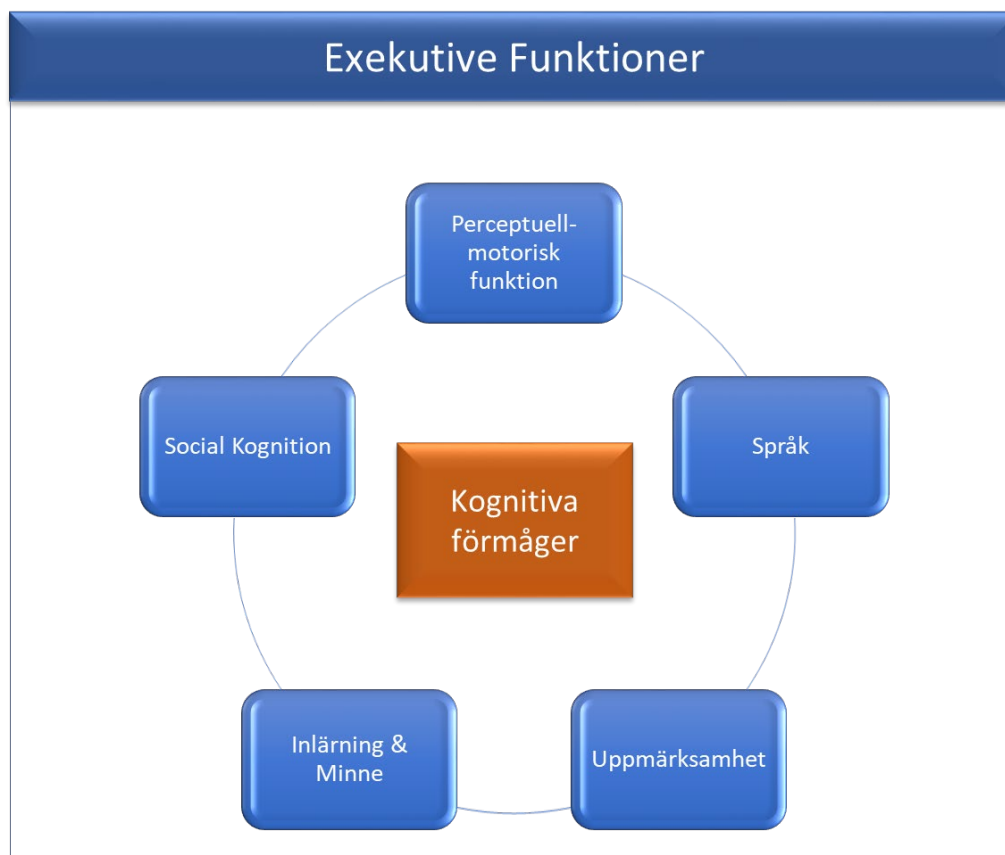 Exekutive Funktioner
Perceptuell-
motorisk
funktion
Social Kognition
Språk
Kognitiva
förmåger
Inlärning &
Minne
Uppmärksamhet